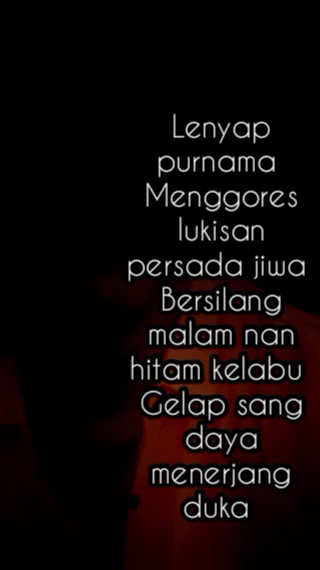 Lenyap
purnama
Menggores
lukisan
persada jiwa
Bersilang
malam nan
hitam kelabu
Gelap sang
daya
menerjang
duka